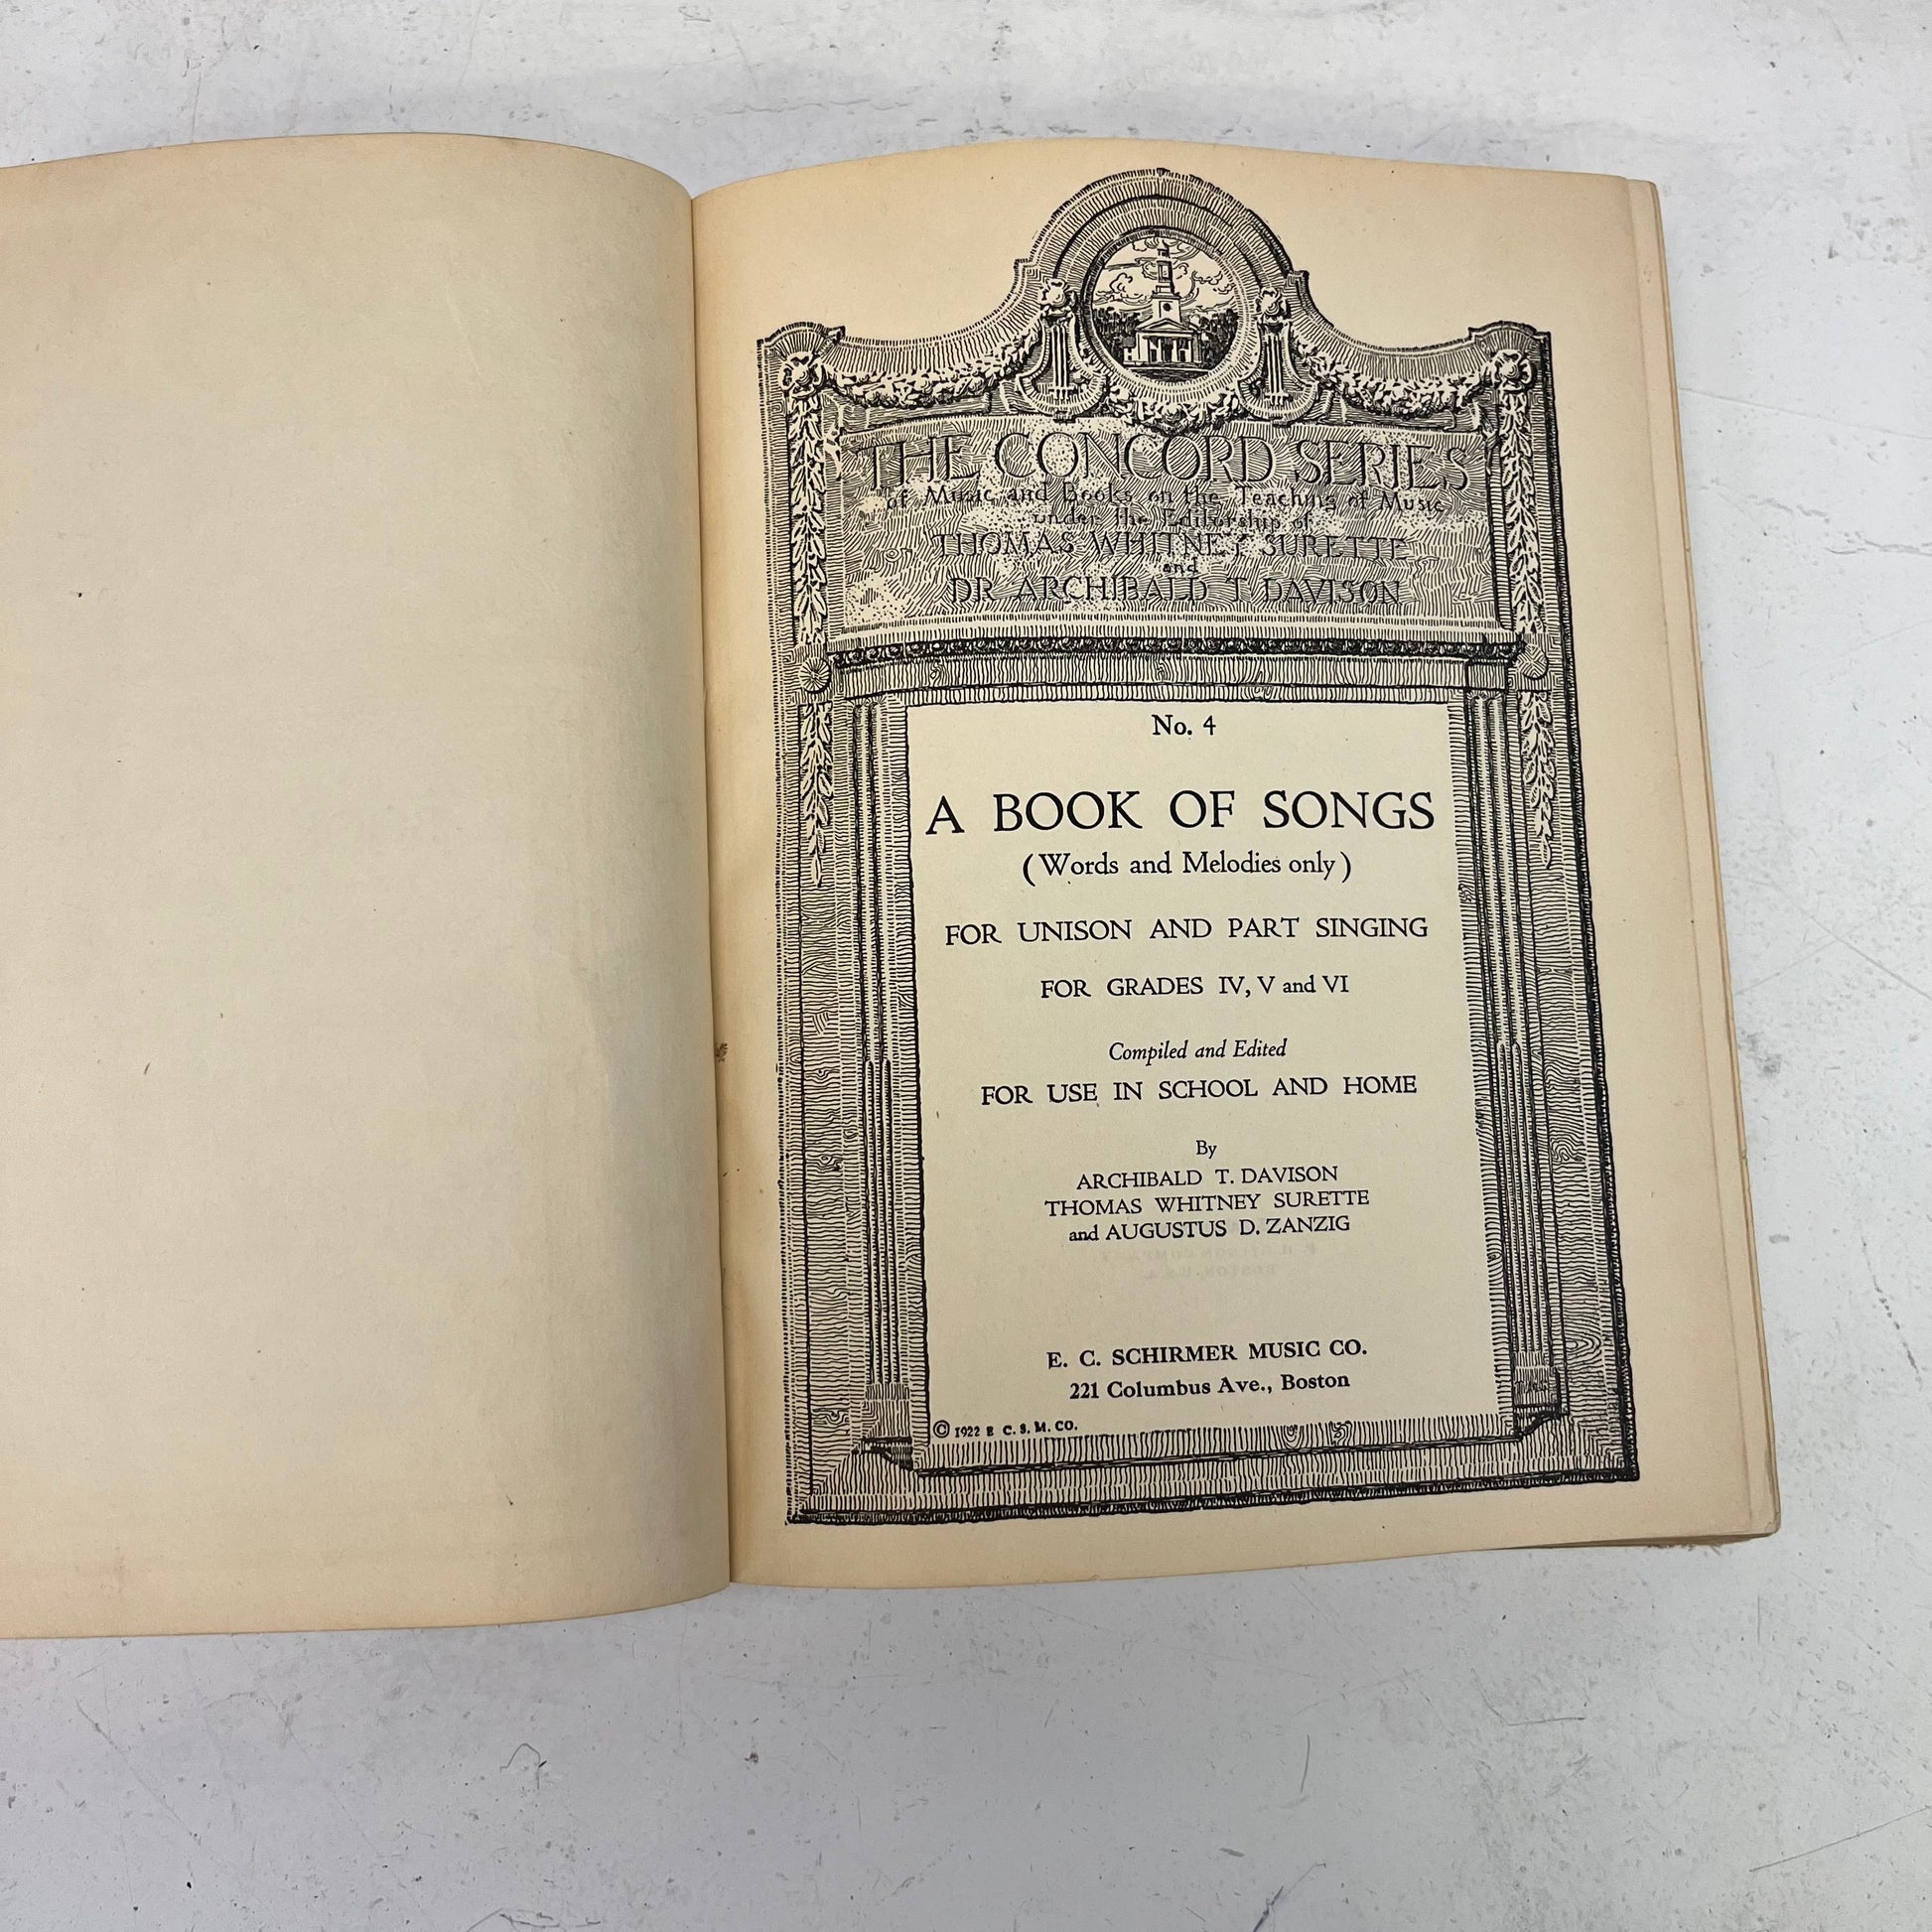 THE CONCORD SERIES
of Music and Books on the Teaching of Music
under the Editorship of
THOMAS WHITNEY SURETTE
and
DR ARCHIBALD T DAVISON
No. 4
A BOOK OF SONGS
(Words and Melodies only)
FOR UNISON AND PART SINGING
FOR GRADES IV, V and VI
Compiled and Edited
FOR USE IN SCHOOL AND HOME
By
ARCHIBALD T. DAVISON
THOMAS WHITNEY SURETTE
and AUGUSTUS D. ZANZIG
E. C. SCHIRMER MUSIC CO.
221 Columbus Ave., Boston
© 1922 E C. S. M. CO.